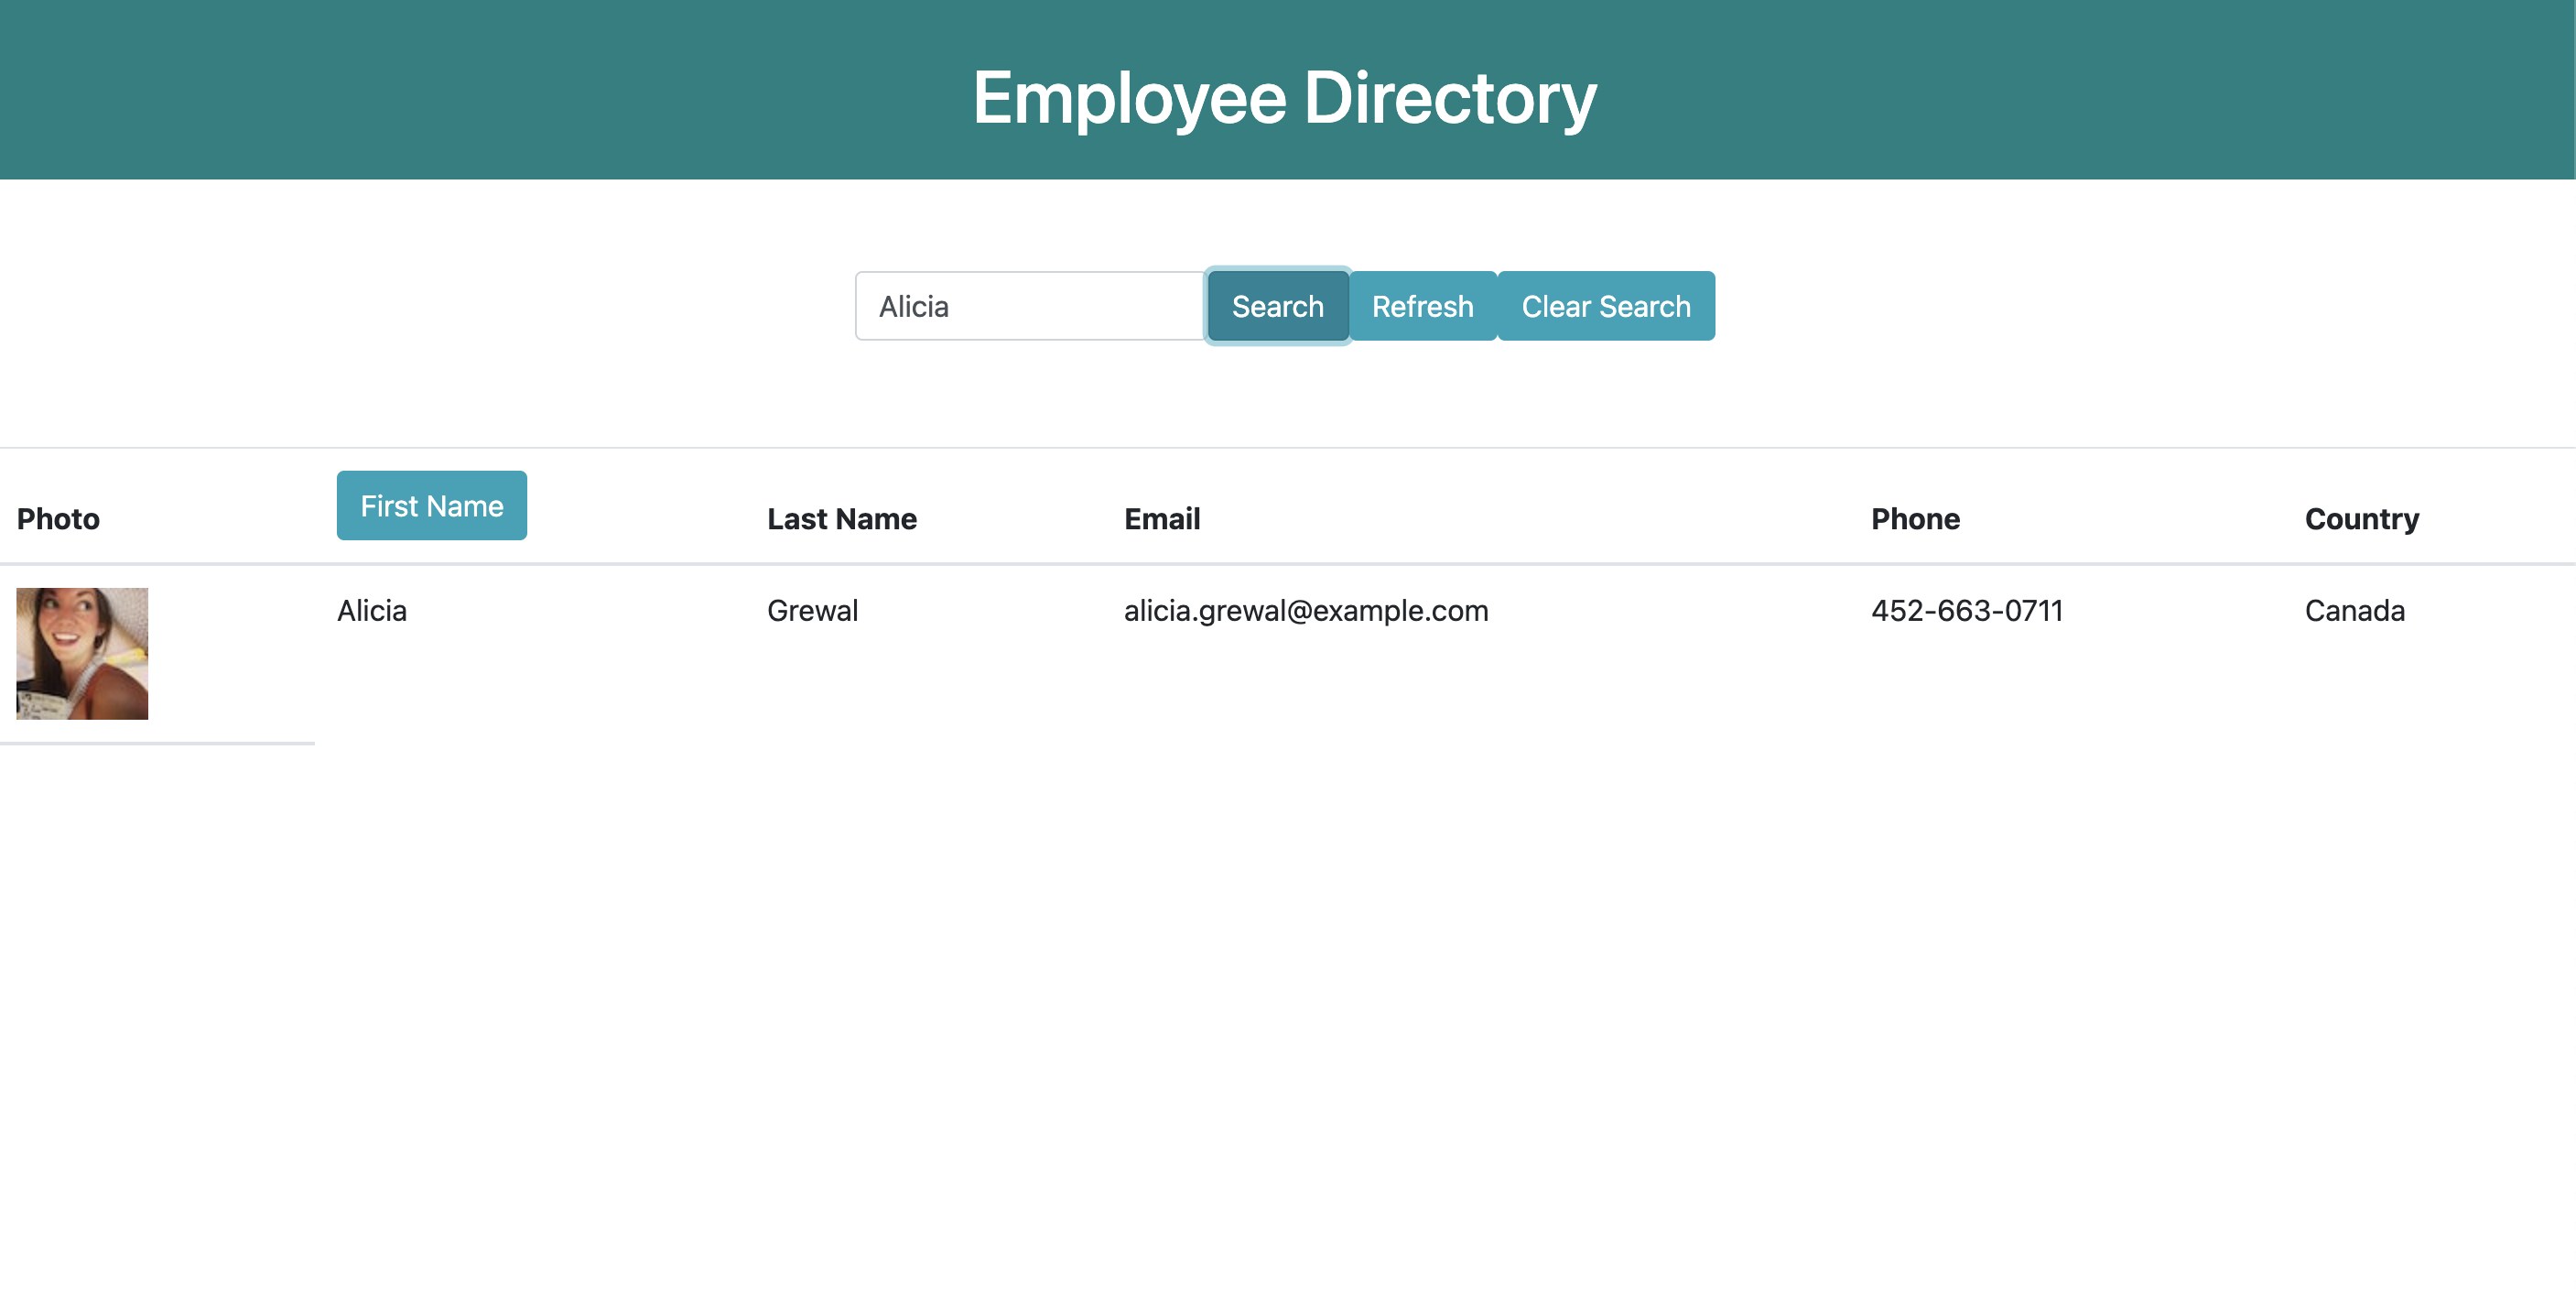 Employee Directory
Alicia Search Refresh Clear Search
Photo First Name Last Name Email Phone Country
Alicia Grewal alicia.grewal@example.com 452-663-0711 Canada